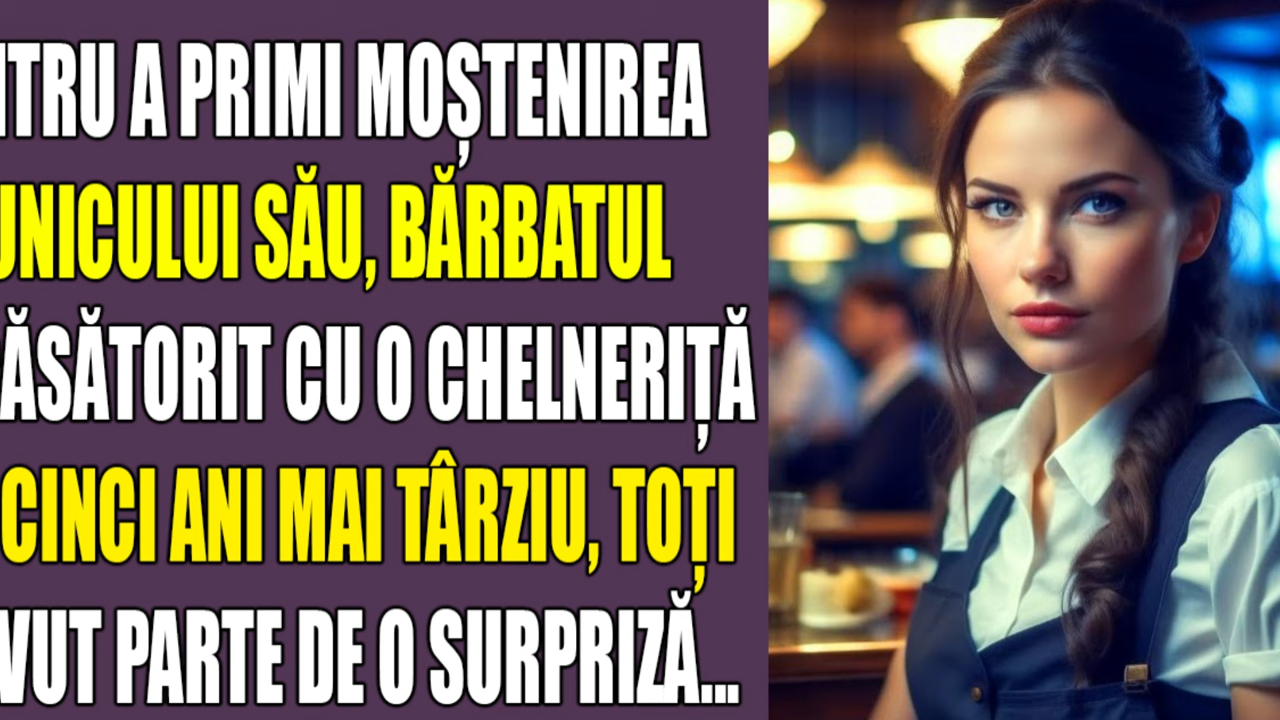 NTRU A PRIMI MOȘTENIREA
UNICULUI SĂU, BĂRBATUL
ĂSĂTORIT CU O CHELNERIȚĂ
CINCI ANI MAI TÂRZIU, TOȚI
VUT PARTE DE O SURPRIZĂ...